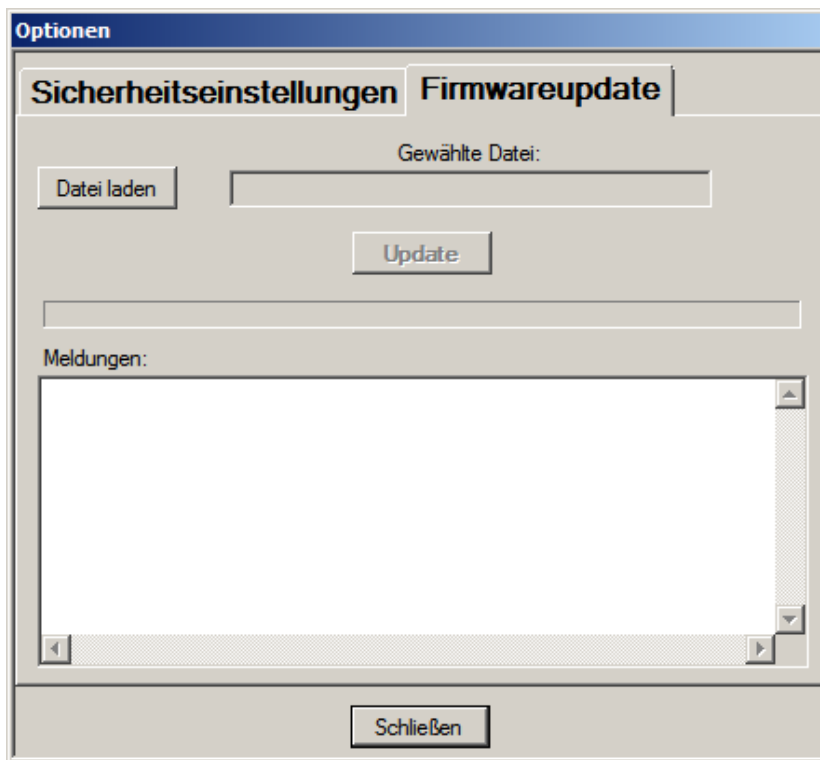 Optionen
Sicherheitseinstellungen Firmwareupdate
Gewählte Datei:
Datei laden
Update
Meldungen:
Schließen